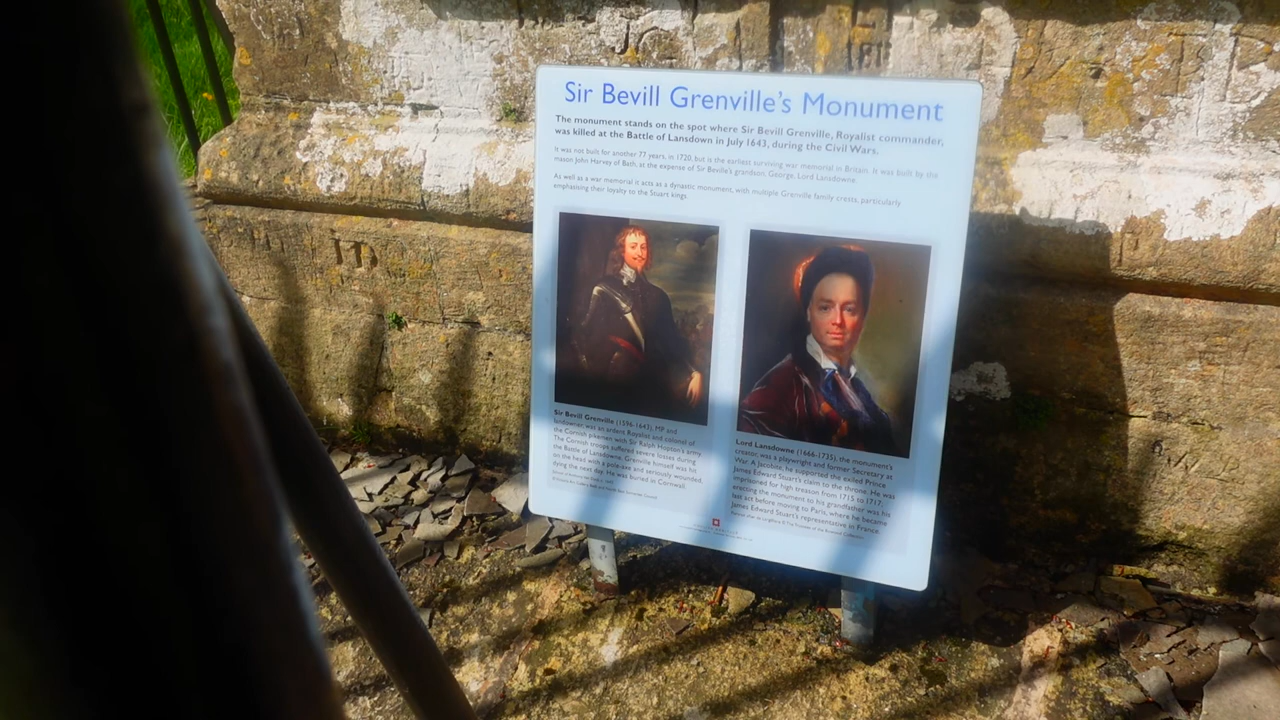 Sir Bevill Grenville's Monument
The monument stands on the spot where Sir Bevill Grenville, Royalist commander,
was killed at the Battle of Lansdown in July 1643, during the Civil Wars.
It was not built for another 77 years, in 1720, but is the earliest surviving war memorial in Britain. It was built by the
mason John Harvey of Bath, at the expense of Sir Beville's grandson, George, Lord Lansdowne.
As well as a war memorial it acts as a dynastic monument, with multiple Grenville family crests, particularly
emphasising their loyalty to the Stuart kings.
Sir Bevill Grenville (1596-1643), MP and
landowner, was an ardent Royalist and colonel of
the Cornish pikemen with Sir Ralph Hopton's army.
The Cornish troops suffered severe losses during
the Battle of Lansdowne. Grenville himself was hit
on the head with a pole-axe and seriously wounded,
dying the next day. He was buried in Cornwall.
Lord Lansdowne (1666-1735), the monument's
creator, was a playwright and former Secretary at
War. A Jacobite, he supported the exiled Prince
James Edward Stuart's claim to the throne. He was
imprisoned for high treason from 1715 to 1717;
erecting the monument to his grandfather was his
last act before moving to Paris, where he became
James Edward Stuart's representative in France.